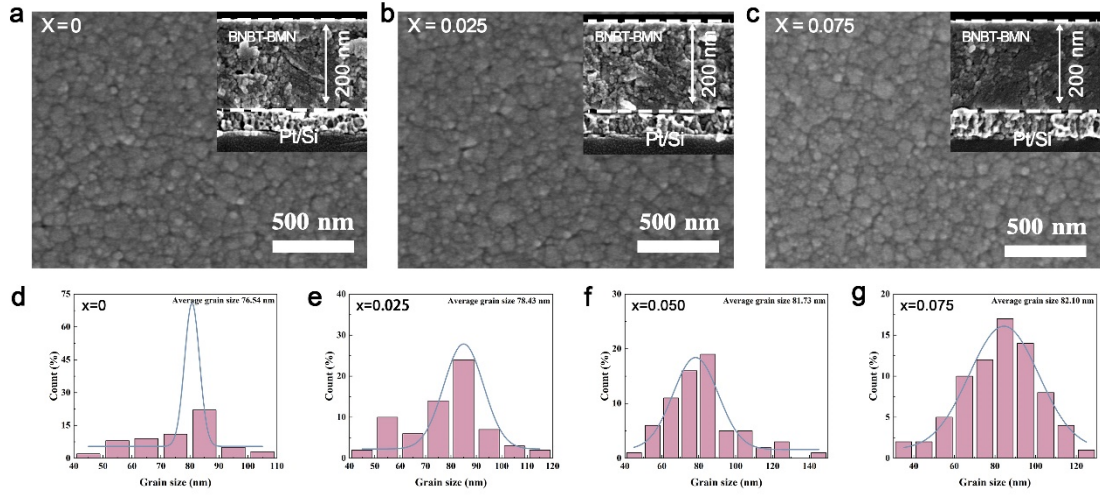 a
X = 0
BNBT-BMN
200 nm
Pt/Si
500 nm
b
X = 0.025
BNBT-BMN
200 nm
Pt/Si
500 nm
c
X = 0.075
BNBT-BMN
200 nm
Pt/Si
500 nm
d
x=0
Average grain size 76.54 nm
75
60
45
30
15
0
Count (%)
40 50 60 70 80 90 100 110
Grain size (nm)
e
x=0.025
Average grain size 78.43 nm
40
30
20
10
0
Count (%)
40 50 60 70 80 90 100 110 120
Grain size (nm)
f
x=0.050
Average grain size 81.73 nm
30
20
10
0
Count (%)
40 60 80 100 120 140
Grain size (nm)
g
x=0.075
Average grain size 82.10 nm
20
15
10
5
0
Count (%)
40 60 80 100 120
Grain size (nm)